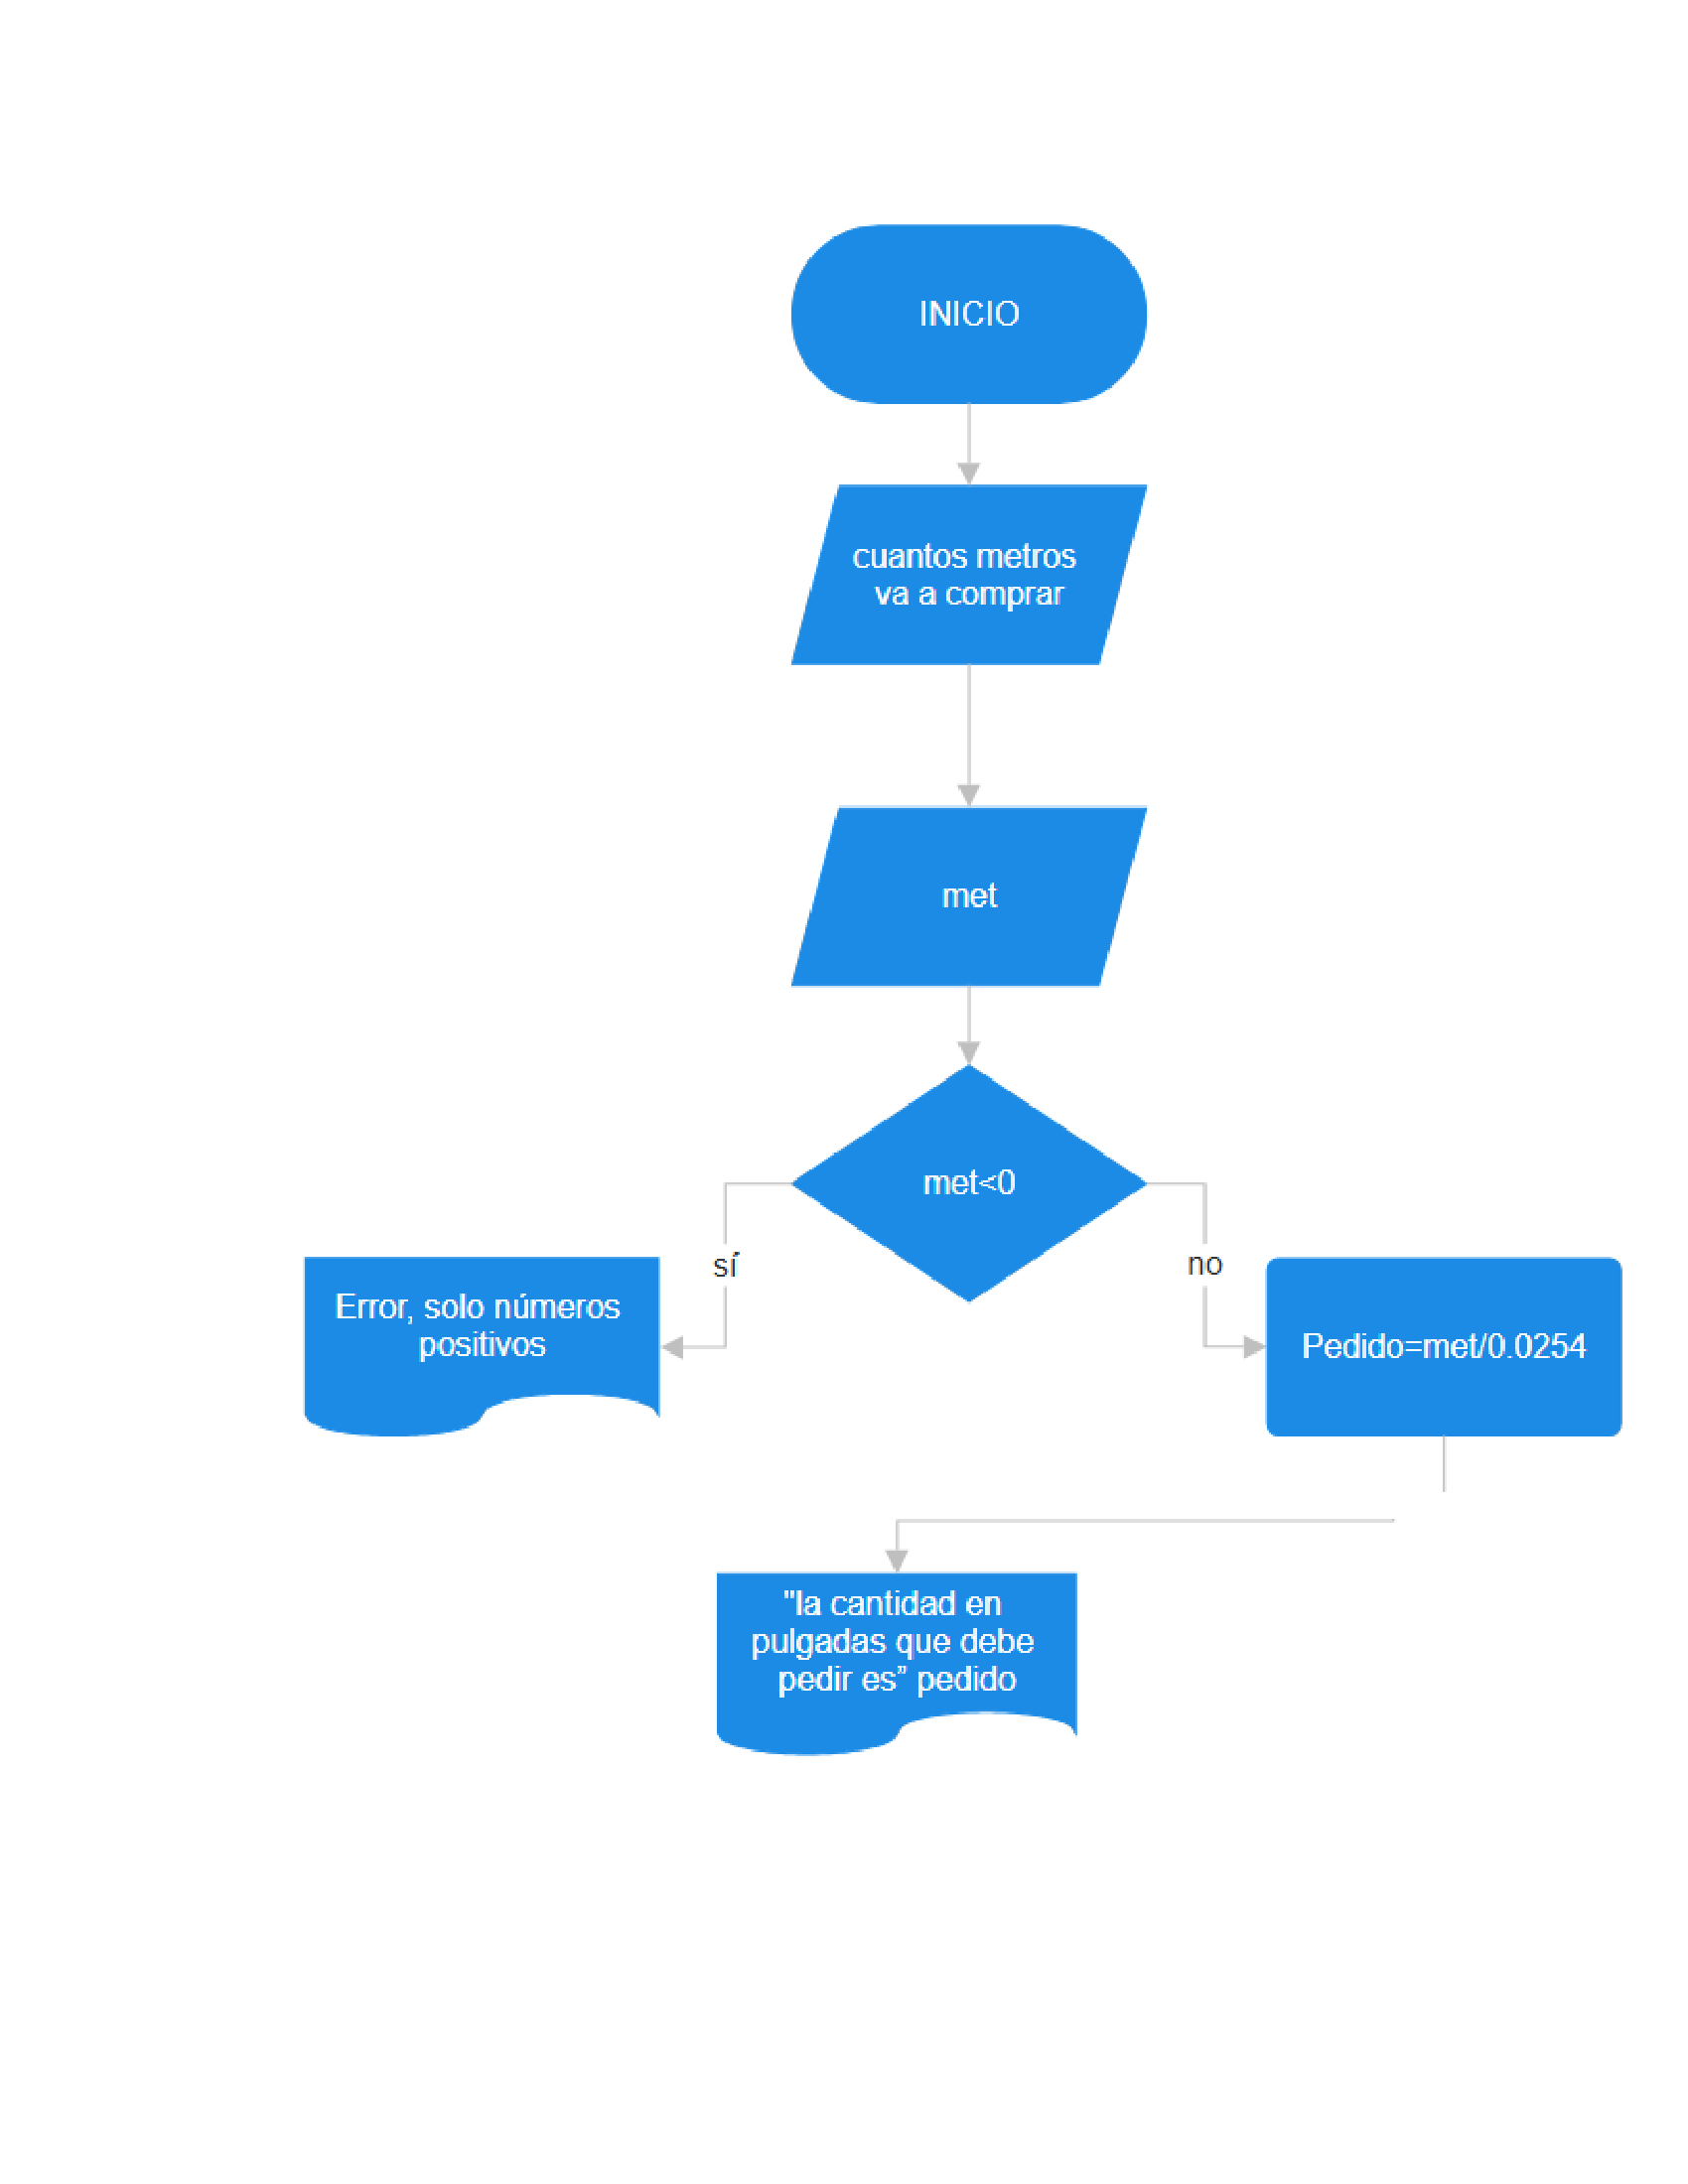 INICIO
cuantos metros
va a comprar
met
met<0
sí
no
Error, solo números
positivos
Pedido=met/0.0254
"la cantidad en
pulgadas que debe
pedir es” pedido